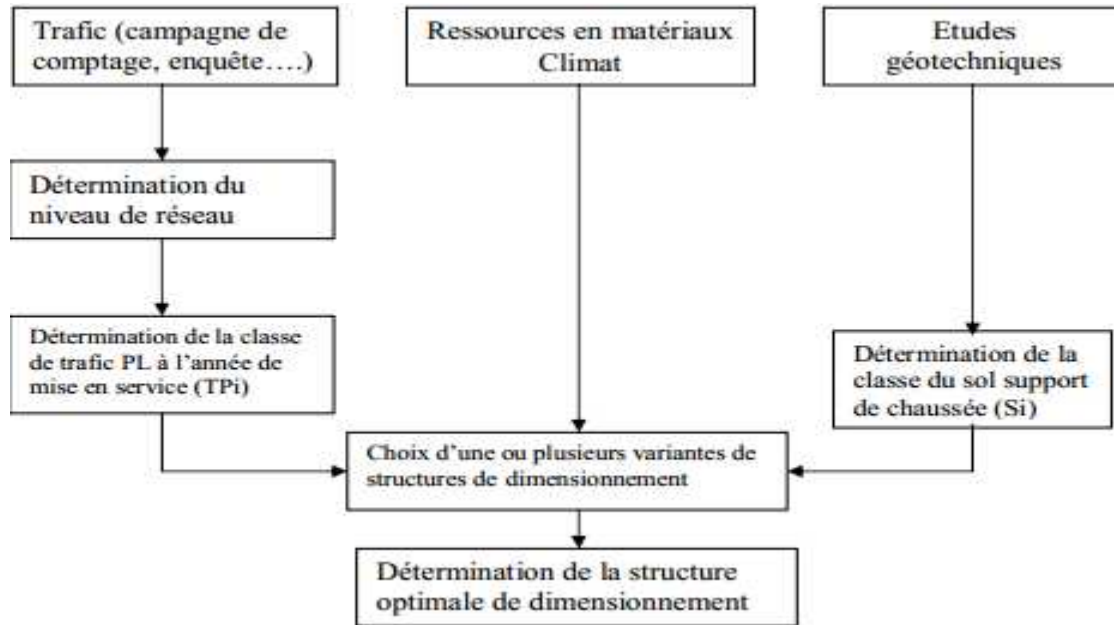 Trafic (campagne de
comptage, enquête….)
Ressources en matériaux
Climat
Etudes
géotechniques
Détermination du
niveau de réseau
Détermination de la classe
de trafic PL à l'année de
mise en service (TPi)
Détermination de la
classe du sol support
de chaussée (Si)
Choix d'une ou plusieurs variantes de
structures de dimensionnement
Détermination de la structure
optimale de dimensionnement